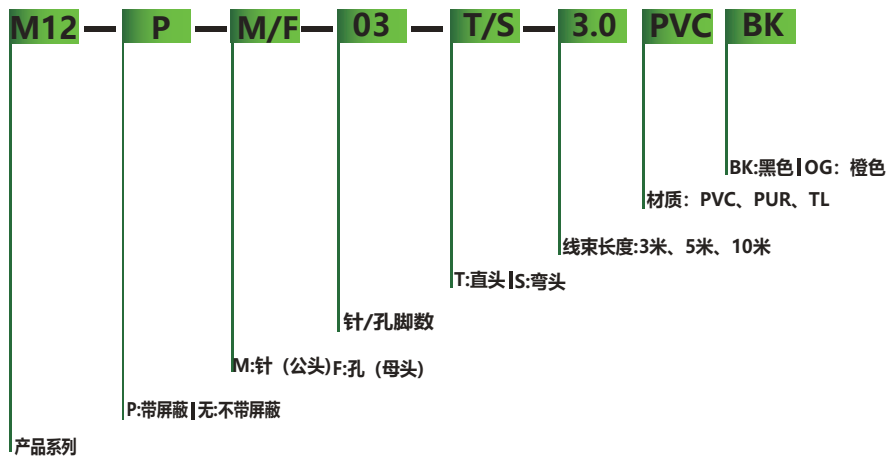 M12 — P — M/F — 03 — T/S — 3.0 PVC BK
BK:黑色|OG：橙色
材质：PVC、PUR、TL
线束长度:3米、5米、10米
T:直头|S:弯头
针/孔脚数
M:针（公头）F:孔（母头）
P:带屏蔽|无:不带屏蔽
产品系列